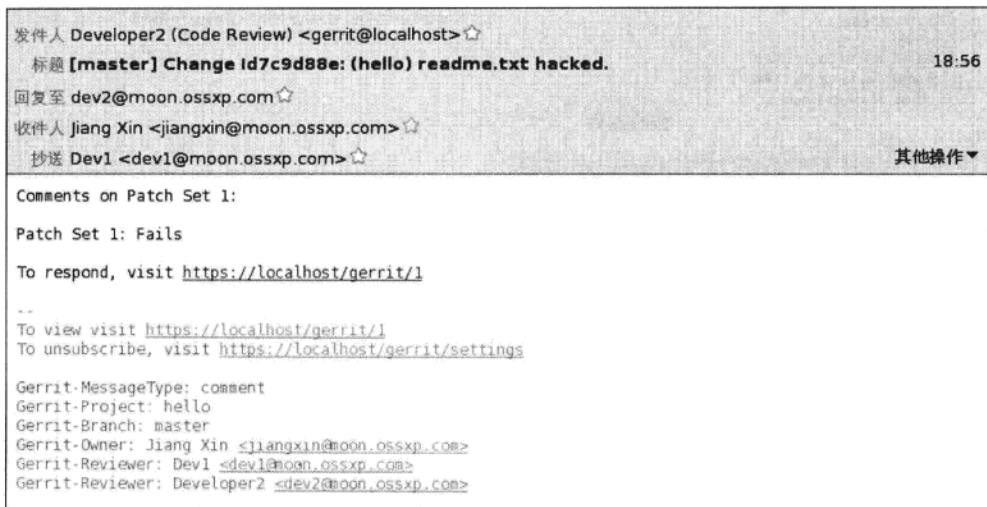 发件人 Developer2 (Code Review) <gerrit@localhost>
标题 [master] Change Id7c9d88e: (hello) readme.txt hacked. 18:56
回复至 dev2@moon.ossxp.com
收件人 Jiang Xin <jiangxin@moon.ossxp.com>
抄送 Dev1 <dev1@moon.ossxp.com> 其他操作
Comments on Patch Set 1:
Patch Set 1: Fails
To respond, visit https://localhost/gerrit/1
--
To view visit https://localhost/gerrit/1
To unsubscribe, visit https://localhost/gerrit/settings
Gerrit-MessageType: comment
Gerrit-Project: hello
Gerrit-Branch: master
Gerrit-Owner: Jiang Xin <jiangxin@moon.ossxp.com>
Gerrit-Reviewer: Dev1 <dev1@moon.ossxp.com>
Gerrit-Reviewer: Developer2 <dev2@moon.ossxp.com>